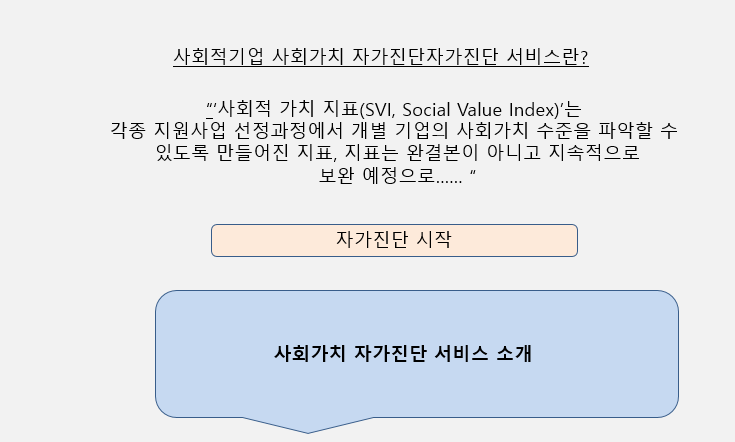 사회적기업 사회가치 자가진단자가진단 서비스란?
“‘사회적 가치 지표(SVI, Social Value Index)’는
각종 지원사업 선정과정에서 개별 기업의 사회가치 수준을 파악할 수
있도록 만들어진 지표, 지표는 완결본이 아니고 지속적으로
보완 예정으로…… “
자가진단 시작
사회가치 자가진단 서비스 소개